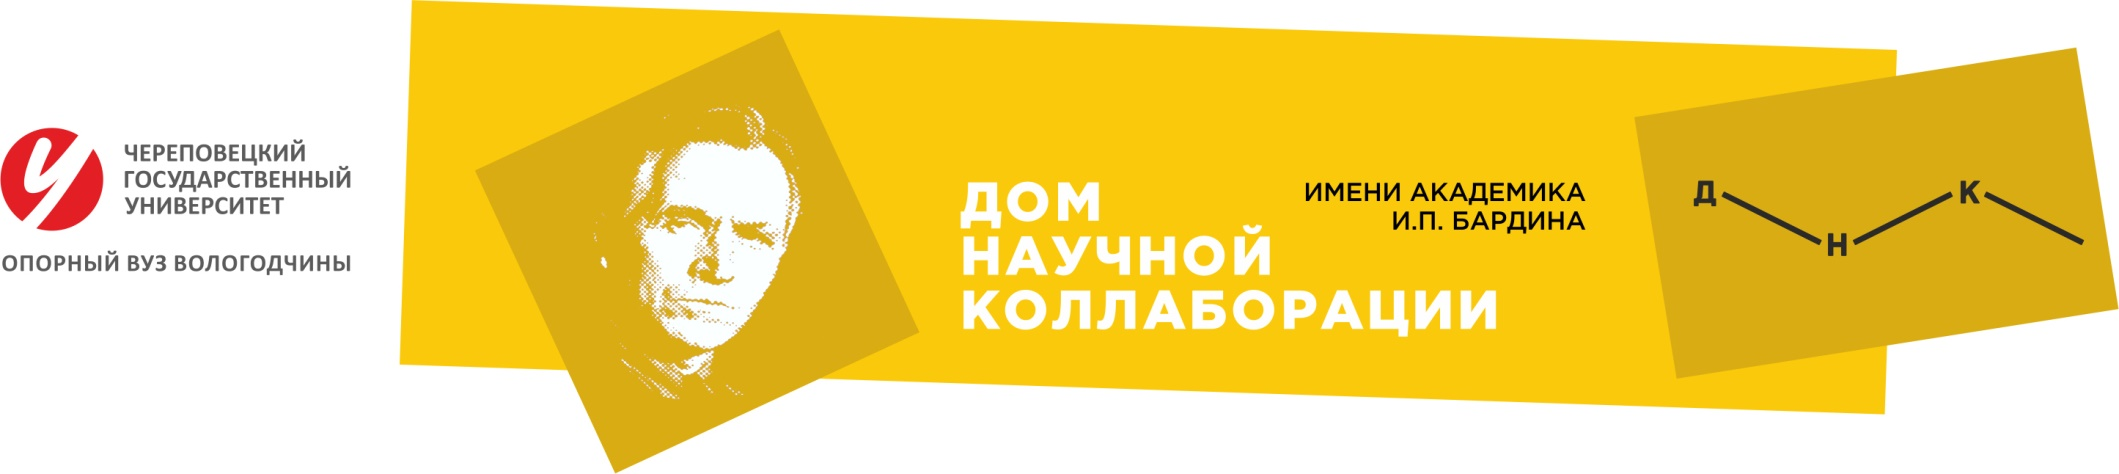 ЧЕРЕПОВЕЦКИЙ
ГОСУДАРСТВЕННЫЙ
УНИВЕРСИТЕТ
ОПОРНЫЙ ВУЗ ВОЛОГОДЧИНЫ
ДОМ
НАУЧНОЙ
КОЛЛАБОРАЦИИ
ИМЕНИ АКАДЕМИКА
И.П. БАРДИНА
Д Н К